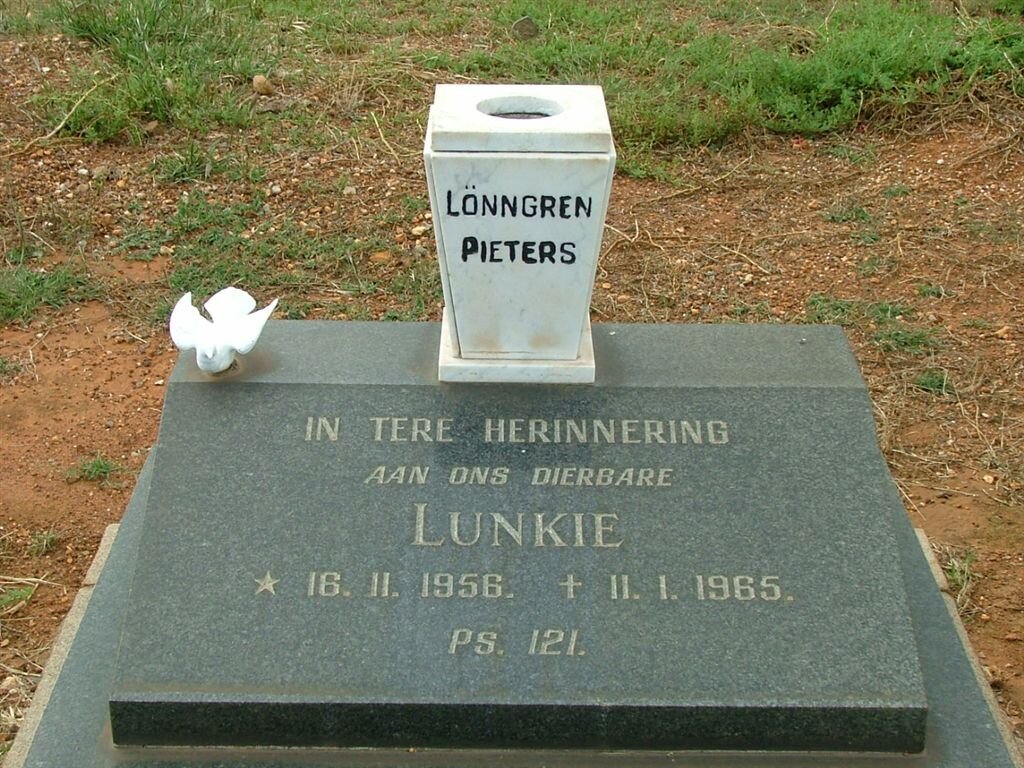 LÖNNGREN
PIETERS
IN TERE HERINNERING
AAN ONS DIERBARE
LUNKIE
★ 16. 11. 1956. ✝ 11. 1. 1965.
PS. 121.